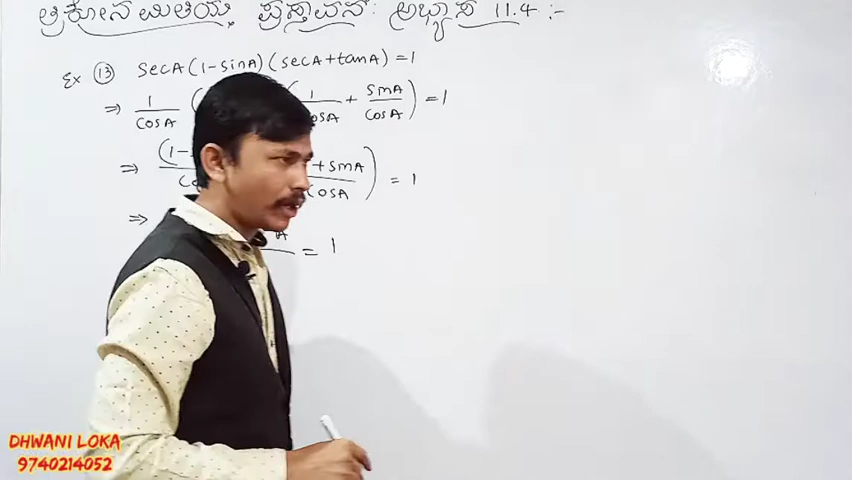 ತ್ರಿಕೋನಮಿತಿಯ ಪ್ರಸ್ತಾವನೆ: ಅಭ್ಯಾಸ 11.4 :-
Ex (13) secA(1-sinA)(secA+tanA)=1
⇒ 1/cosA ( 1/cosA + sinA/cosA ) = 1
⇒ (1- +sinA)/cosA) = 1
⇒ A = 1
DHWANI LOKA
9740214052